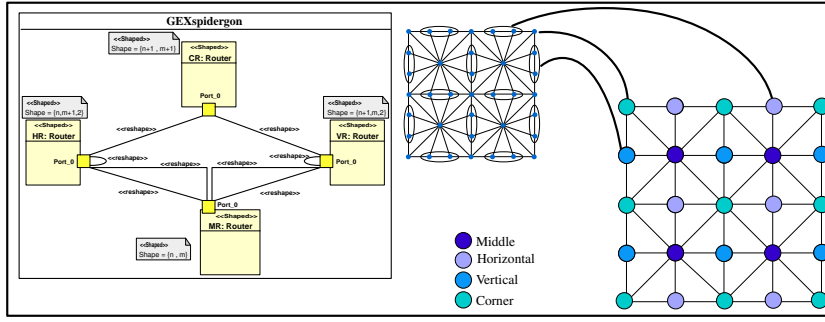 GEXspidergon
<<Shaped>>
Shape = {n+1 , m+1}
<<Shaped>>
CR: Router
Port_0
<<Shaped>>
Shape = {n,m+1,2}
<<Shaped>>
Shape = {n+1,m,2}
<<Shaped>>
HR: Router
Port_0
<<reshape>>
<<reshape>>
<<Shaped>>
VR: Router
Port_0
<<reshape>>
<<reshape>>
<<reshape>>
<<reshape>>
<<reshape>>
<<reshape>>
Port_0
<<Shaped>>
MR: Router
<<Shaped>>
Shape = {n , m}
Middle
Horizontal
Vertical
Corner